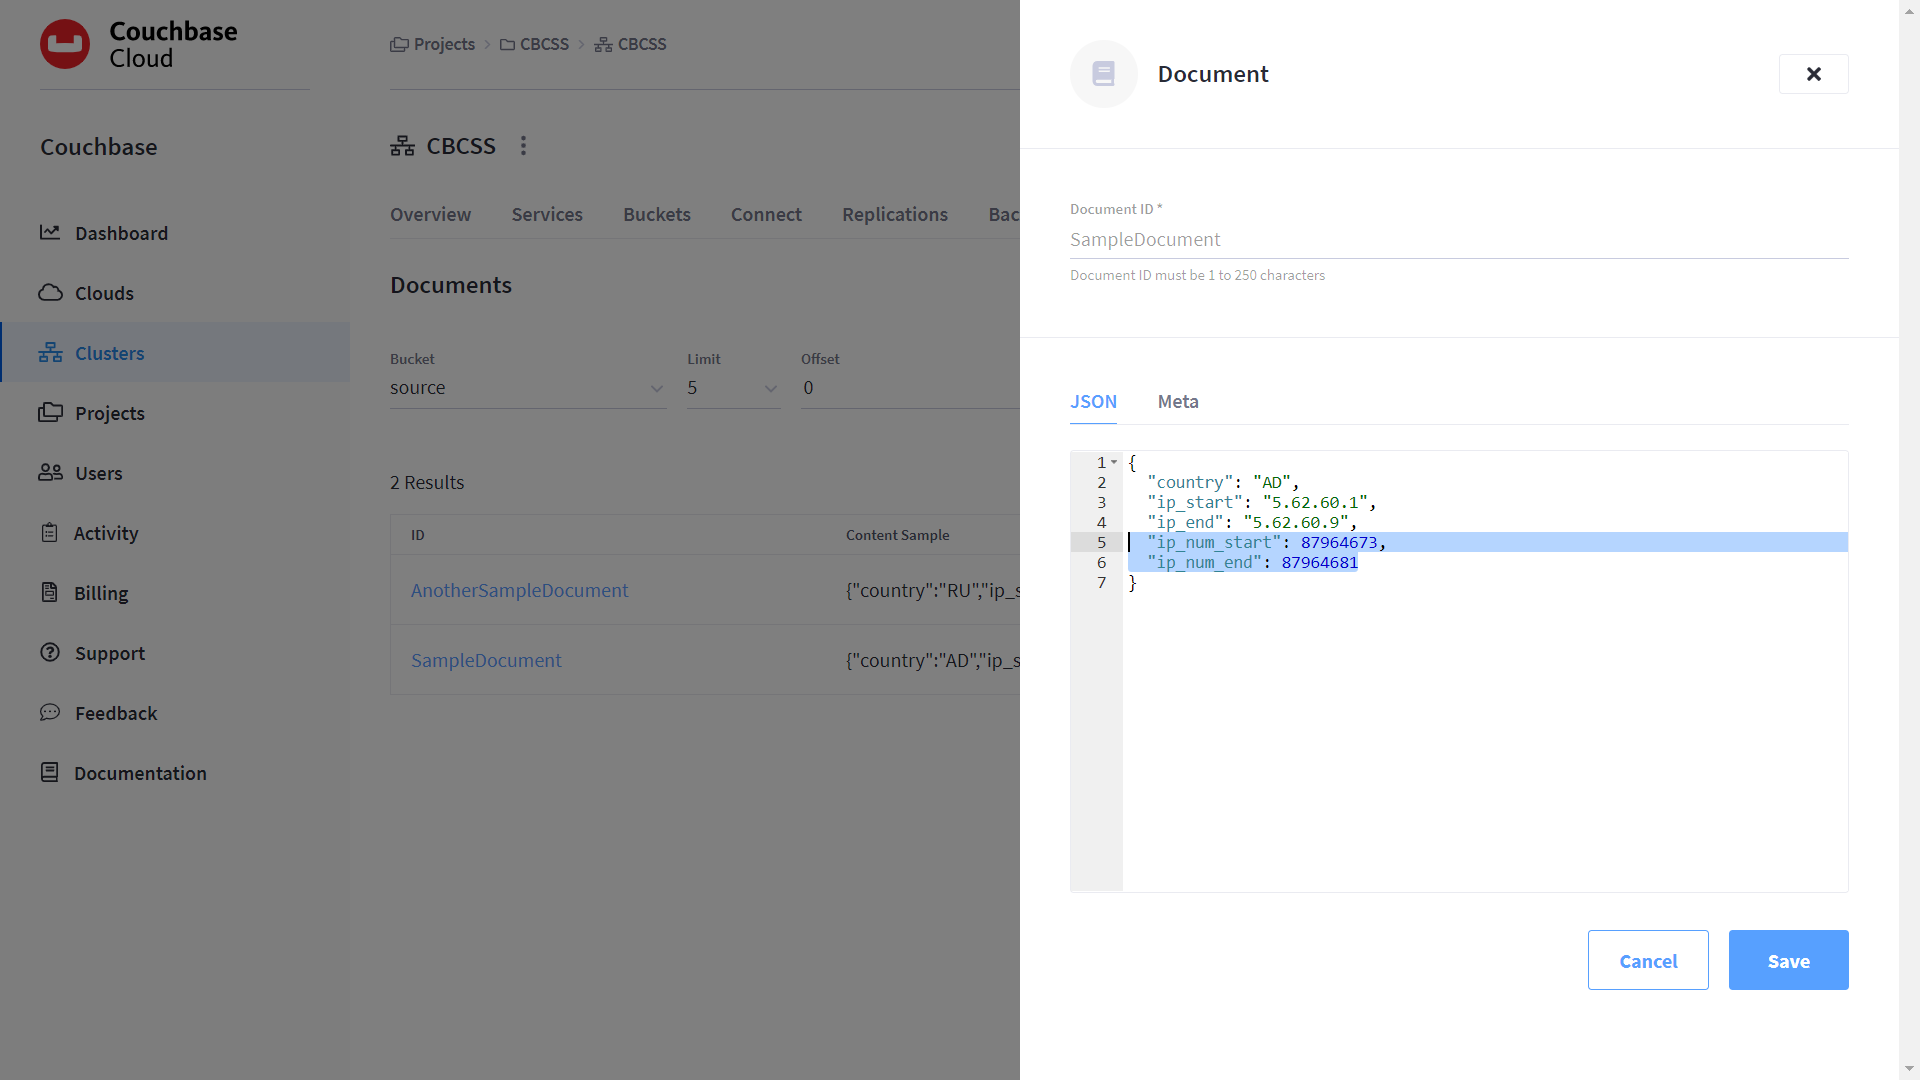 Couchbase
Cloud
Couchbase
Dashboard
Clouds
Clusters
Projects
Users
Activity
Billing
Support
Feedback
Documentation
Projects > CBCSS > CBCSS
CBCSS
Overview Services Buckets Connect Replications Bac
Documents
Bucket Limit Offset
source 5 0
2 Results
ID Content Sample
AnotherSampleDocument {"country":"RU","ip_s
SampleDocument {"country":"AD","ip_s
Document
Document ID *
SampleDocument
Document ID must be 1 to 250 characters
JSON Meta
1 {
2 "country": "AD",
3 "ip_start": "5.62.60.1",
4 "ip_end": "5.62.60.9",
5 "ip_num_start": 87964673,
6 "ip_num_end": 87964681
7 }
Cancel Save